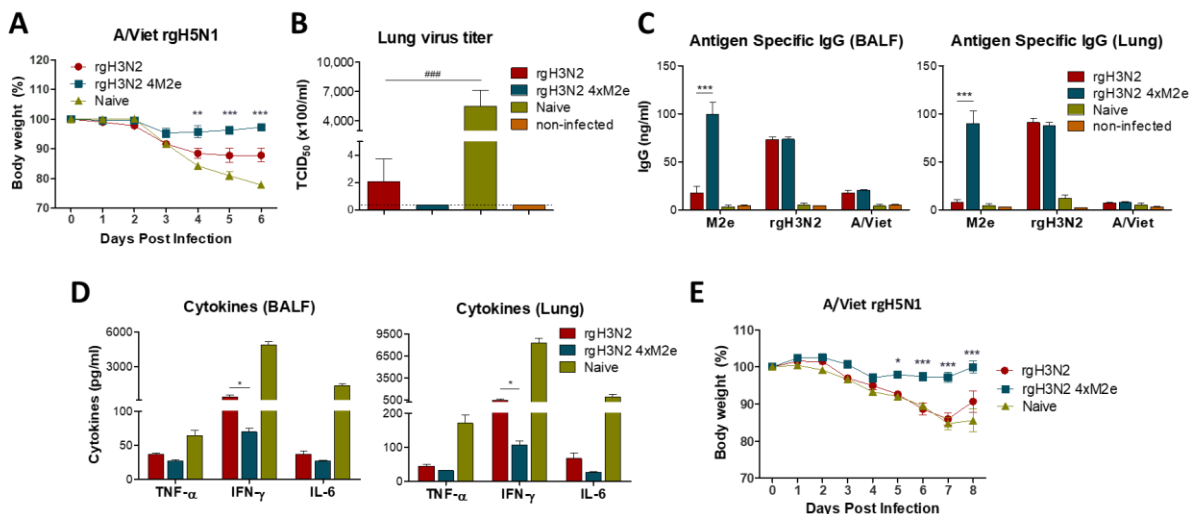 A
A/Viet rgH5N1
Body weight (%)
120
110
100
90
80
70
rgH3N2
rgH3N2 4M2e
Naive
** *** ***
0 1 2 3 4 5 6
Days Post Infection
B
Lung virus titer
TCID50 (x100/ml)
10,000
7,000
4,000
4
2
0
###
rgH3N2
rgH3N2 4xM2e
Naive
non-infected
C
Antigen Specific IgG (BALF)
IgG (ng/ml)
150
100
50
0
***
M2e rgH3N2 A/Viet
Antigen Specific IgG (Lung)
150
100
50
0
***
M2e rgH3N2 A/Viet
rgH3N2
rgH3N2 4xM2e
Naive
non-infected
D
Cytokines (BALF)
Cytokines (pg/ml)
6000
3000
100
50
0
*
TNF-α IFN-γ IL-6
Cytokines (Lung)
9500
6500
3500
500
200
100
0
*
TNF-α IFN-γ IL-6
rgH3N2
rgH3N2 4xM2e
Naive
E
A/Viet rgH5N1
Body weight (%)
110
100
90
80
* *** *** ***
0 1 2 3 4 5 6 7 8
Days Post Infection
rgH3N2
rgH3N2 4xM2e
Naive